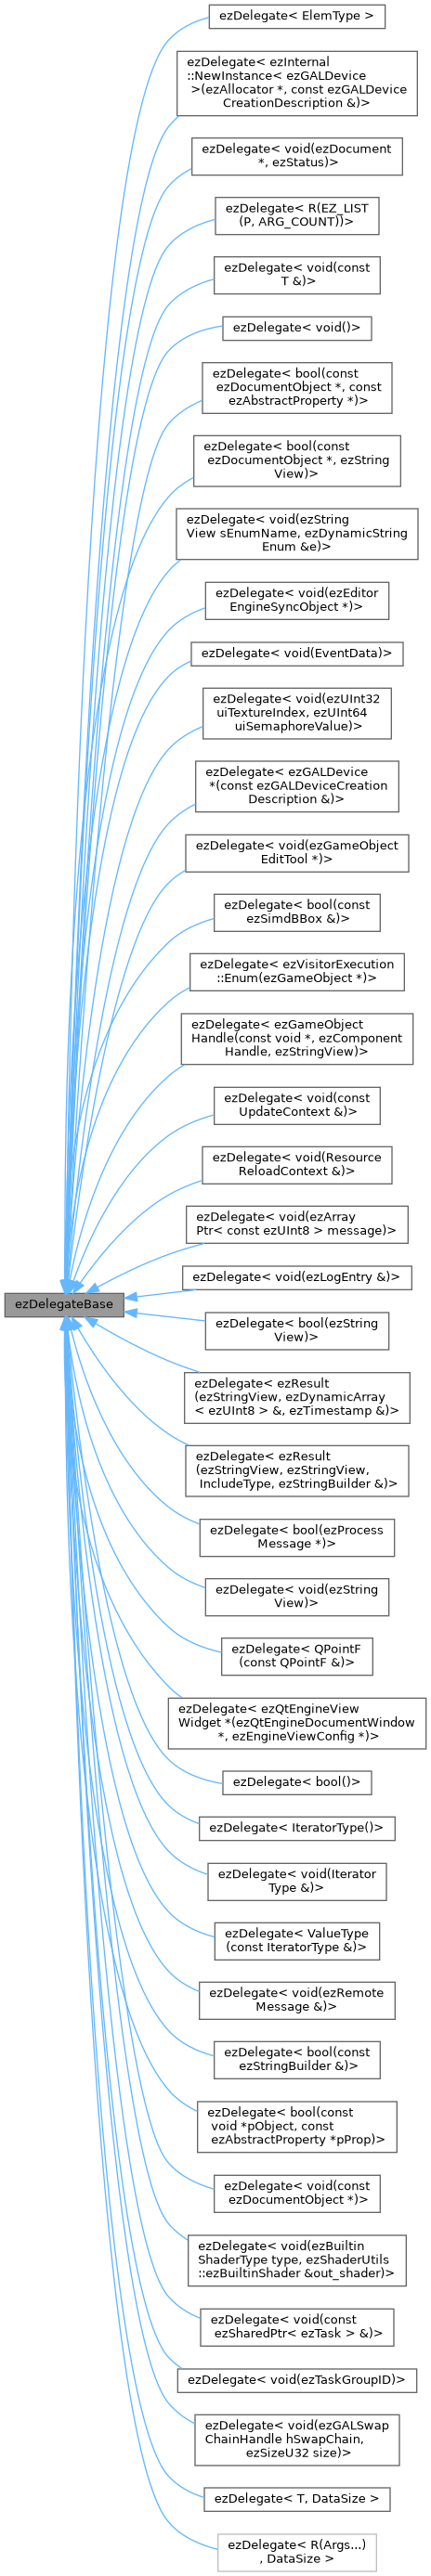 ezDelegate< ElemType >
ezDelegate< ezInternal
::NewInstance< ezGALDevice
>(ezAllocator *, const ezGALDevice
CreationDescription &)>
ezDelegate< void(ezDocument
*, ezStatus)>
ezDelegate< R(EZ_LIST
(P, ARG_COUNT))>
ezDelegate< void(const
T &)>
ezDelegate< void()>
ezDelegate< bool(const
ezDocumentObject *, const
ezAbstractProperty *)>
ezDelegate< bool(const
ezDocumentObject *, ezString
View)>
ezDelegate< void(ezString
View sEnumName, ezDynamicString
Enum &e)>
ezDelegate< void(ezEditor
EngineSyncObject *)>
ezDelegate< void(EventData)>
ezDelegate< void(ezUInt32
uiTextureIndex, ezUInt64
uiSemaphoreValue)>
ezDelegate< ezGALDevice
*(const ezGALDeviceCreation
Description &)>
ezDelegate< void(ezGameObject
EditTool *)>
ezDelegate< bool(const
ezSimdBBox &)>
ezDelegate< ezVisitorExecution
::Enum(ezGameObject *)>
ezDelegate< ezGameObject
Handle(const void *, ezComponent
Handle, ezStringView)>
ezDelegate< void(const
UpdateContext &)>
ezDelegate< void(Resource
ReloadContext &)>
ezDelegate< void(ezArray
Ptr< const ezUInt8 > message)>
ezDelegate< void(ezLogEntry &)>
ezDelegateBase
ezDelegate< bool(ezString
View)>
ezDelegate< ezResult
(ezStringView, ezDynamicArray
< ezUInt8 > &, ezTimestamp &)>
ezDelegate< ezResult
(ezStringView, ezStringView,
IncludeType, ezStringBuilder &)>
ezDelegate< bool(ezProcess
Message *)>
ezDelegate< void(ezString
View)>
ezDelegate< QPointF
(const QPointF &)>
ezDelegate< ezQtEngineView
Widget *(ezQtEngineDocumentWindow
*, ezEngineViewConfig *)>
ezDelegate< bool()>
ezDelegate< IteratorType()>
ezDelegate< void(Iterator
Type &)>
ezDelegate< ValueType
(const IteratorType &)>
ezDelegate< void(ezRemote
Message &)>
ezDelegate< bool(const
ezStringBuilder &)>
ezDelegate< bool(const
void *pObject, const
ezAbstractProperty *pProp)>
ezDelegate< void(const
ezDocumentObject *)>
ezDelegate< void(ezBuiltin
ShaderType type, ezShaderUtils
::ezBuiltinShader &out_shader)>
ezDelegate< void(const
ezSharedPtr< ezTask > &)>
ezDelegate< void(ezTaskGroupID)>
ezDelegate< void(ezGALSwap
ChainHandle hSwapChain,
ezSizeU32 size)>
ezDelegate< T, DataSize >
ezDelegate< R(Args...)
, DataSize >